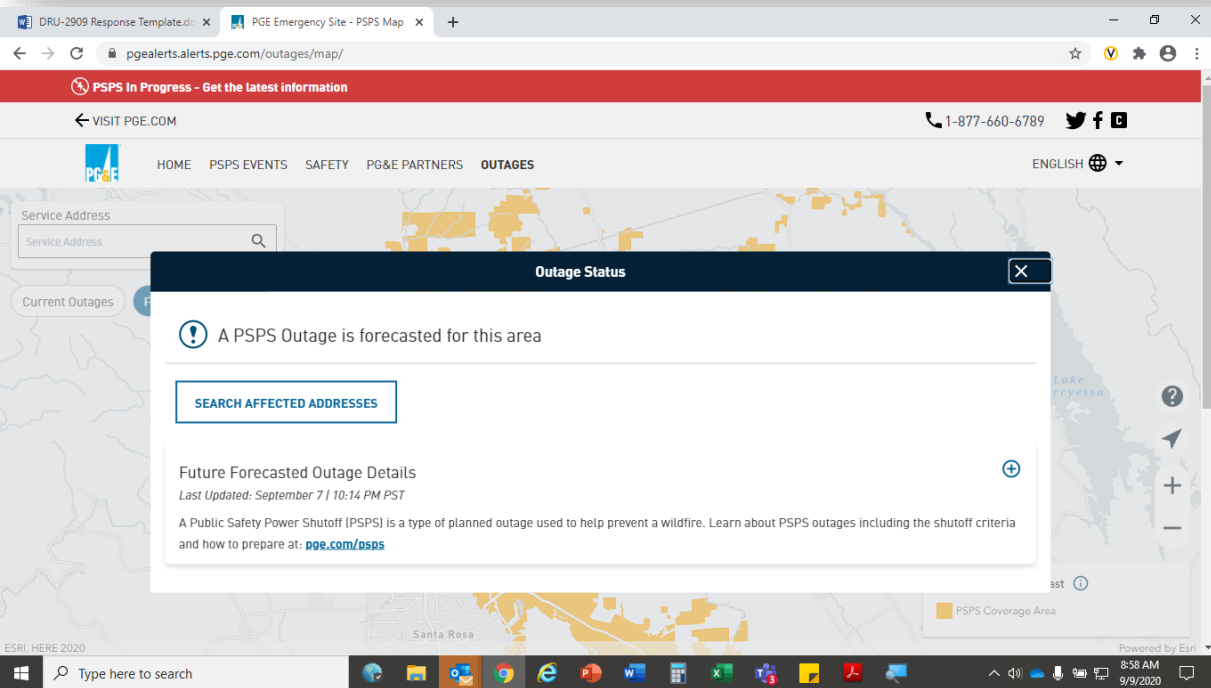 DRU-2909 Response Template.do
PGE Emergency Site - PSPS Map
pgealerts.alerts.pge.com/outages/map/
PSPS In Progress - Get the latest information
VISIT PGE.COM
1-877-660-6789
PG&E
HOME PSPS EVENTS SAFETY PG&E PARTNERS OUTAGES
ENGLISH
Service Address
Service Address
Current Outages
F
Outage Status
A PSPS Outage is forecasted for this area
SEARCH AFFECTED ADDRESSES
Lake
rryessa
Future Forecasted Outage Details
Last Updated: September 7 | 10:14 PM PST
A Public Safety Power Shutoff (PSPS) is a type of planned outage used to help prevent a wildfire. Learn about PSPS outages including the shutoff criteria
and how to prepare at: pge.com/psps
ast
PSPS Coverage Area
Santa Rosa
ESRI, HERE 2020
Powered by Esri
Type here to search
3
8:58 AM
9/9/2020